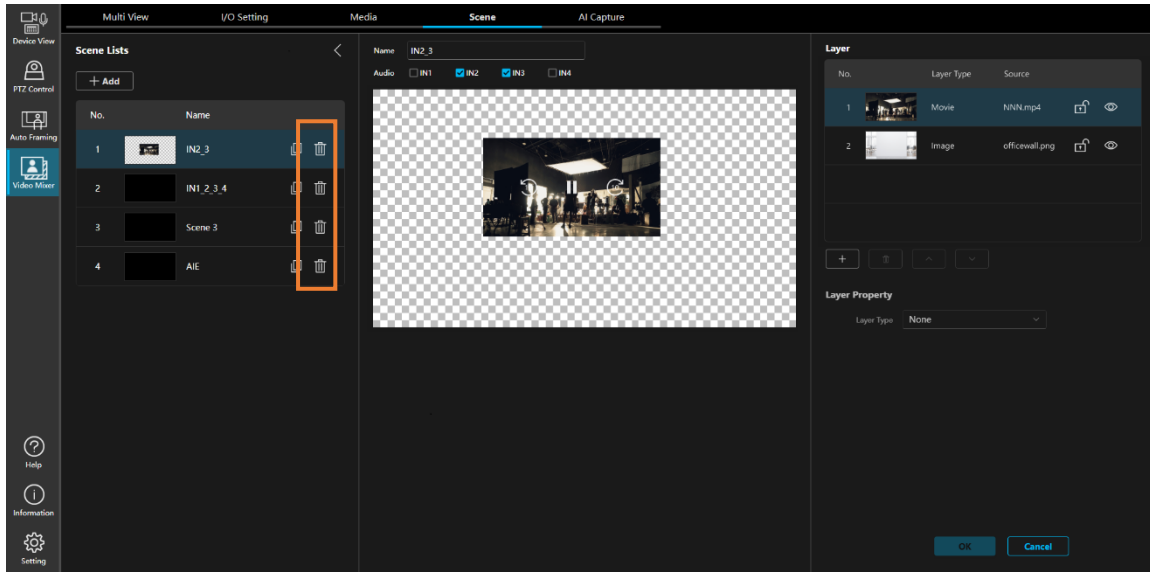 Multi View I/O Setting Media Scene AI Capture
Device View
PTZ Control
Auto Framing
Video Mixer
Help
Information
Setting
Scene Lists
+ Add
No. Name
1 IN2_3
2 IN1_2_3_4
3 Scene 3
4 AIE
Name IN2_3
Audio IN1 IN2 IN3 IN4
Layer
No. Layer Type Source
1 Movie NNN.mp4
2 Image officewall.png
Layer Property
Layer Type None
OK Cancel